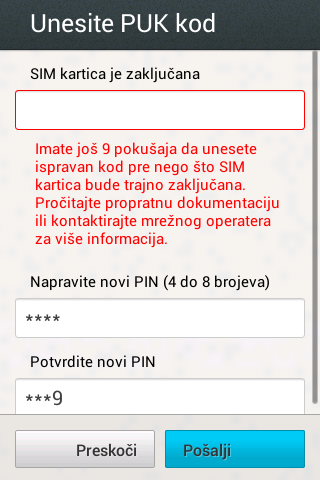 Unesite PUK kod
SIM kartica je zaključana
Imate još 9 pokušaja da unesete
ispravan kod pre nego što SIM
kartica bude trajno zaključana.
Pročitajte propratnu dokumentaciju
ili kontaktirajte mrežnog operatera
za više informacija.
Napravite novi PIN (4 do 8 brojeva)
****
Potvrdite novi PIN
***9
Preskoči
Pošalji